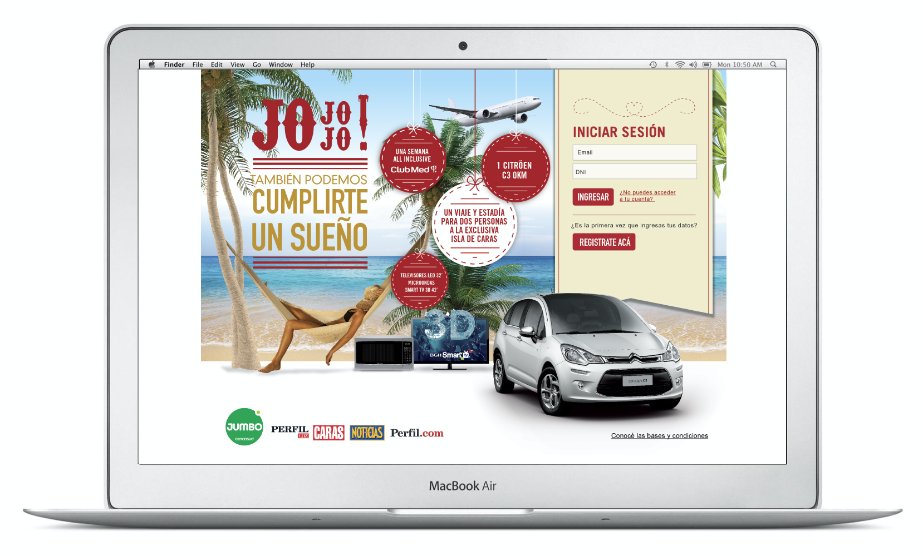 Finder File Edit View Go Window Help
Mon 10:50 AM
JO JO JO!
TAMBIÉN PODEMOS
CUMPLIRTE
UN SUEÑO
UNA SEMANA
ALL INCLUSIVE
ClubMed
1 CITRÖEN
C3 0KM
UN VIAJE Y ESTADÍA
PARA DOS PERSONAS
A LA EXCLUSIVA
ISLA DE CARAS
TELEVISORES LED 32"
MICROONDAS
SMART TV 3D 42"
3D
Smart TV
INICIAR SESIÓN
Email
DNI
INGRESAR
¿No puedes acceder
a tu cuenta?
¿Es la primera vez que ingresas tus datos?
REGISTRATE ACÁ
JUMBO
PERFIL
CARAS
NOTICIAS
Perfil.com
Conocé las bases y condiciones
MacBook Air